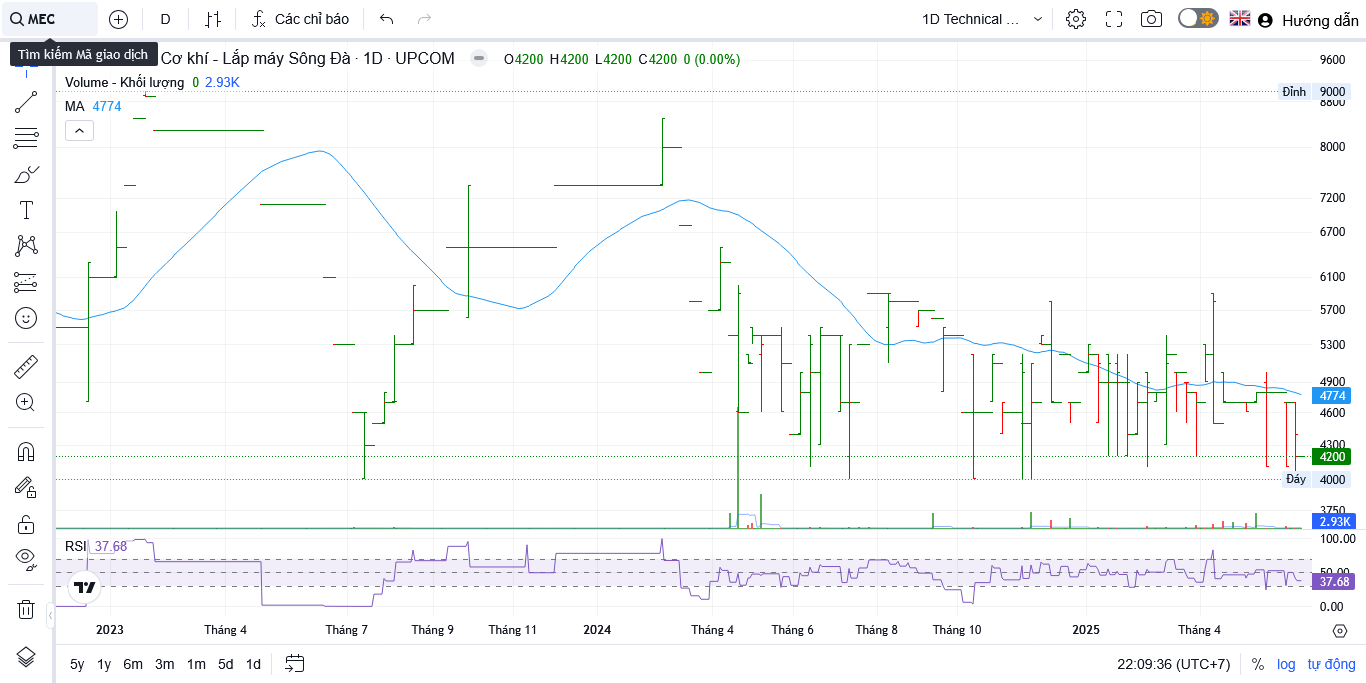 MEC
D
Các chỉ báo
1D Technical ...
Hướng dẫn
Tìm kiếm Mã giao dịch
Cơ khí - Lắp máy Sông Đà · 1D · UPCOM
O4200 H4200 L4200 C4200 0 (0.00%)
Volume - Khối lượng 0 2.93K
MA 4774
9600
Đỉnh 9000
8800
8000
7200
6700
6100
5700
5300
4900
4774
4600
4300
4200
Đáy 4000
3750
2.93K
RSI 37.68
100.00
50.00
37.68
0.00
2023 Tháng 4 Tháng 7 Tháng 9 Tháng 11 2024 Tháng 4 Tháng 6 Tháng 8 Tháng 10 2025 Tháng 4
5y 1y 6m 3m 1m 5d 1d
22:09:36 (UTC+7) % log tự động